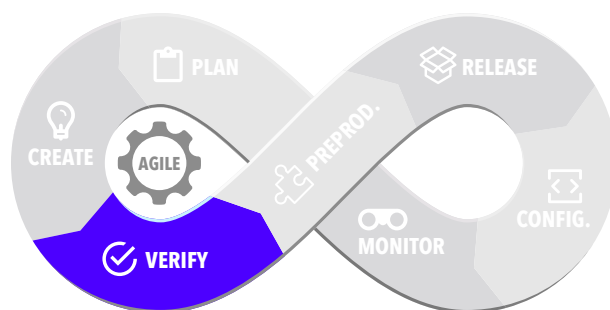 PLAN
RELEASE
CREATE
AGILE
PREPROD.
CONFIG.
MONITOR
VERIFY